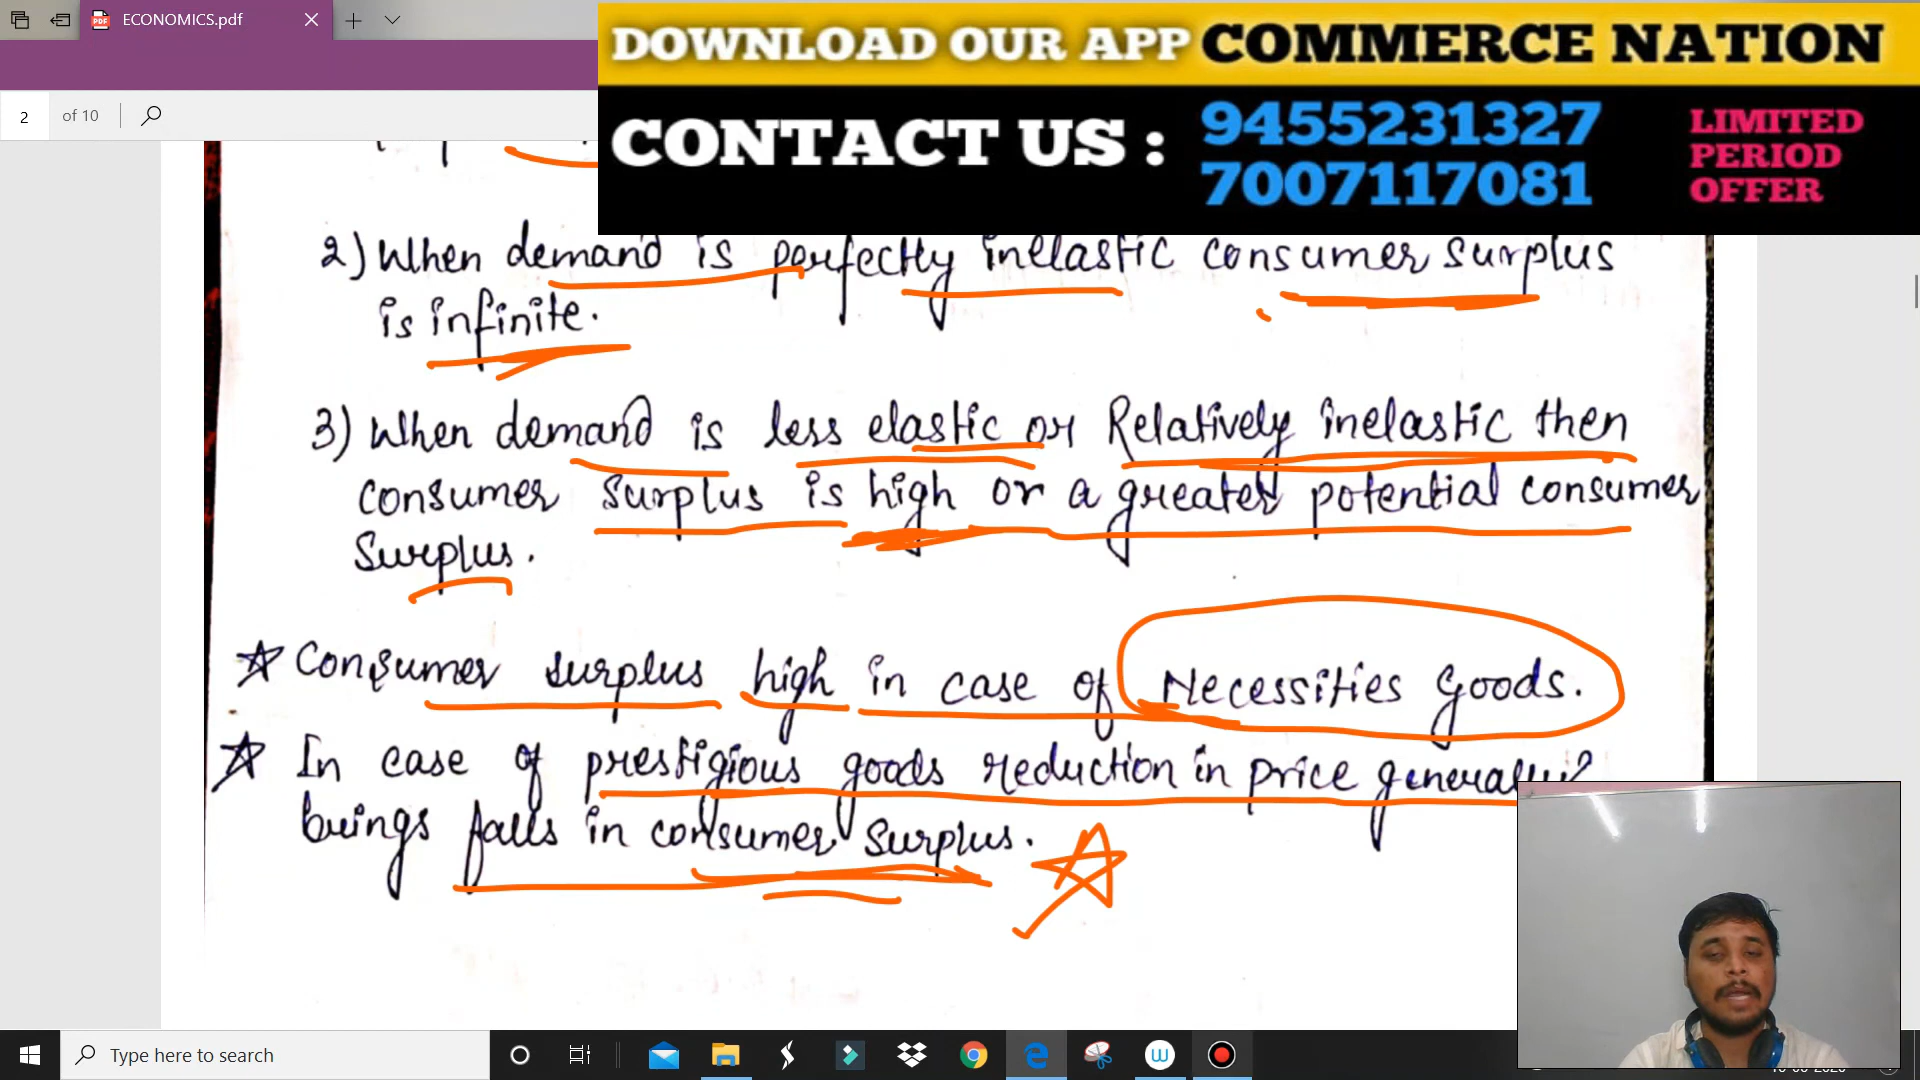 ECONOMICS.pdf
DOWNLOAD OUR APP COMMERCE NATION
2 of 10
CONTACT US : 9455231327
7007117081
LIMITED
PERIOD
OFFER
2) When demand is perfectly inelastic consumer surplus
is infinite.
3) When demand is less elastic or Relatively inelastic then
consumer surplus is high or a greater potential consumer
Surplus.
☆ Consumer surplus high in case of Necessities Goods.
☆ In case of prestigious goods reduction in price generally
brings falls in consumer surplus.
Type here to search